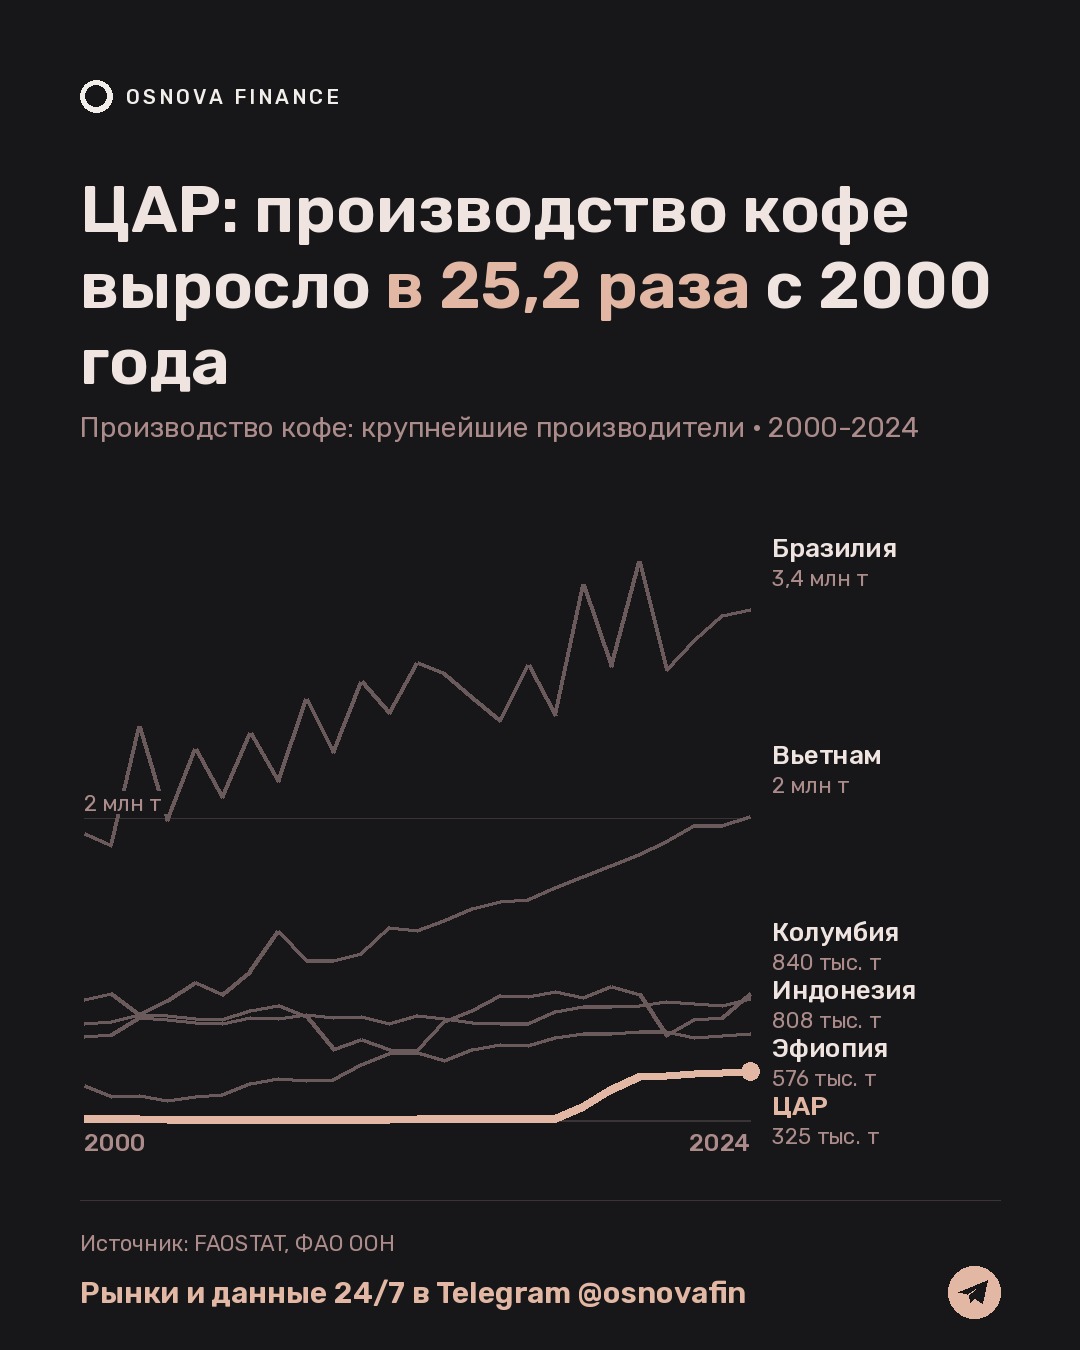 OSNOVA FINANCE
ЦАР: производство кофе
выросло в 25,2 раза с 2000
года
Производство кофе: крупнейшие производители • 2000–2024
Бразилия
3,4 млн т
Вьетнам
2 млн т
2 млн т
Колумбия
840 тыс. т
Индонезия
808 тыс. т
Эфиопия
576 тыс. т
ЦАР
325 тыс. т
2000
2024
Источник: FAOSTAT, ФАО ООН
Рынки и данные 24/7 в Telegram @osnovafin